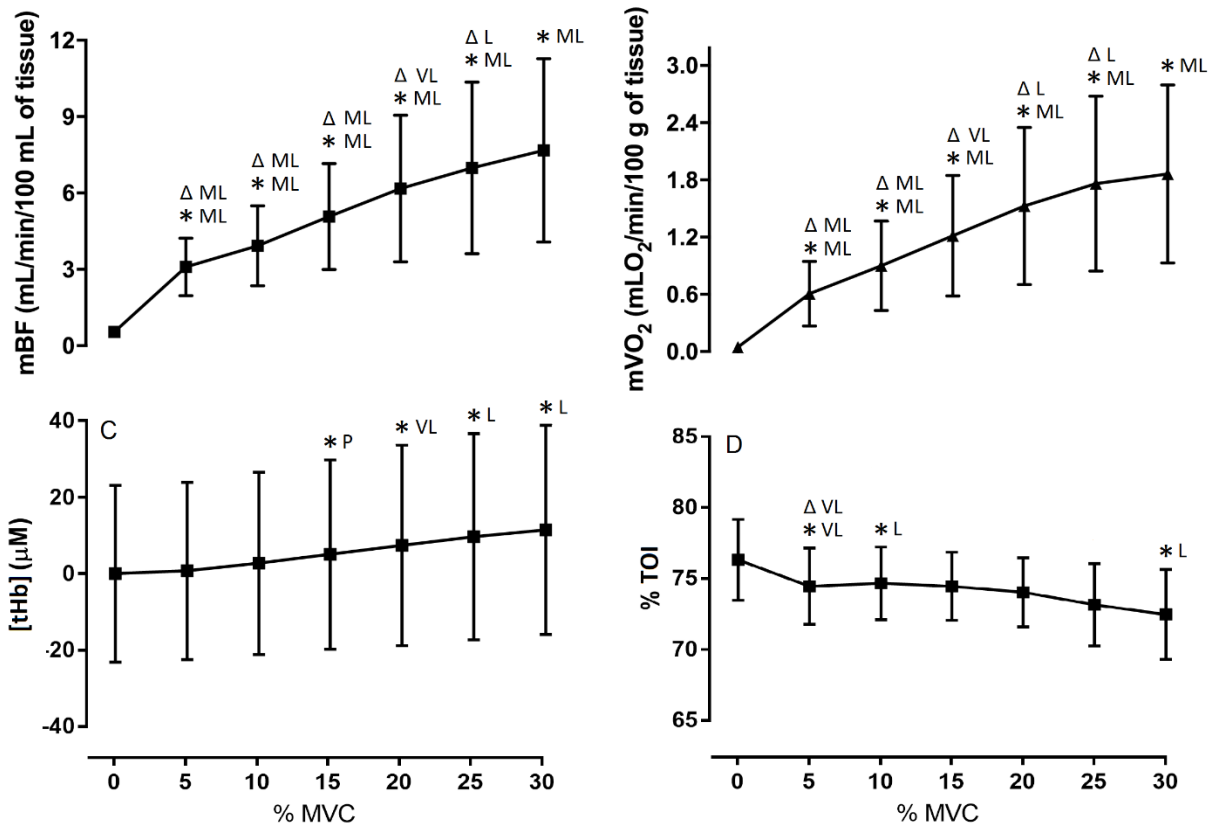 mBF (mL/min/100 mL of tissue)
12
9
6
3
0
Δ ML
* ML
Δ ML
* ML
Δ ML
* ML
Δ VL
* ML
Δ L
* ML
* ML
mVO2 (mLO2/min/100 g of tissue)
3.0
2.4
1.8
1.2
0.6
0.0
Δ ML
* ML
Δ ML
* ML
Δ VL
* ML
Δ L
* ML
Δ L
* ML
* ML
C
[tHb] (μM)
40
20
0
-20
-40
* P
* VL
* L
* L
0 5 10 15 20 25 30
% MVC
D
% TOI
85
80
75
70
65
Δ VL
* VL
* L
* L
0 5 10 15 20 25 30
% MVC